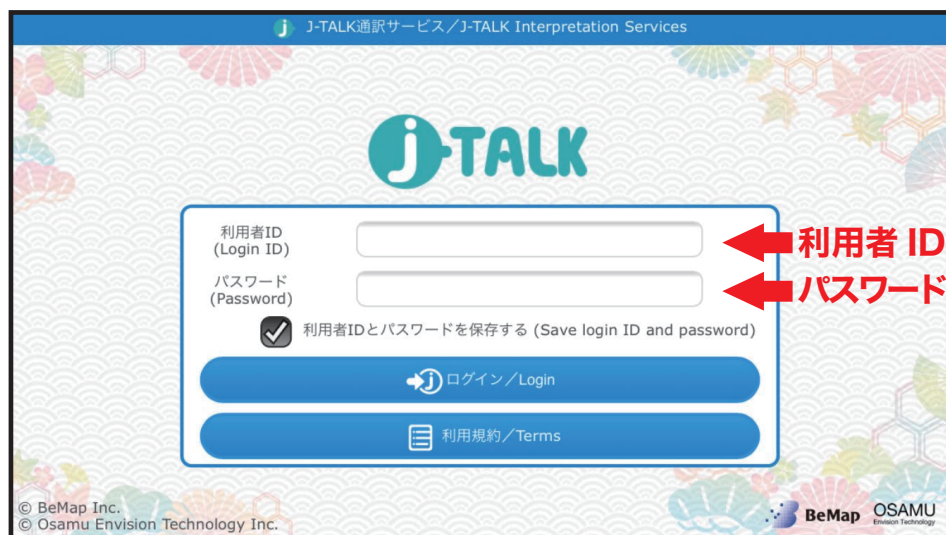 J-TALK通訳サービス／J-TALK Interpretation Services
j-TALK
利用者ID
(Login ID)
利用者 ID
パスワード
(Password)
パスワード
利用者IDとパスワードを保存する (Save login ID and password)
ログイン／Login
利用規約／Terms
© BeMap Inc.
© Osamu Envision Technology Inc.
BeMap
OSAMU
Envision Technology